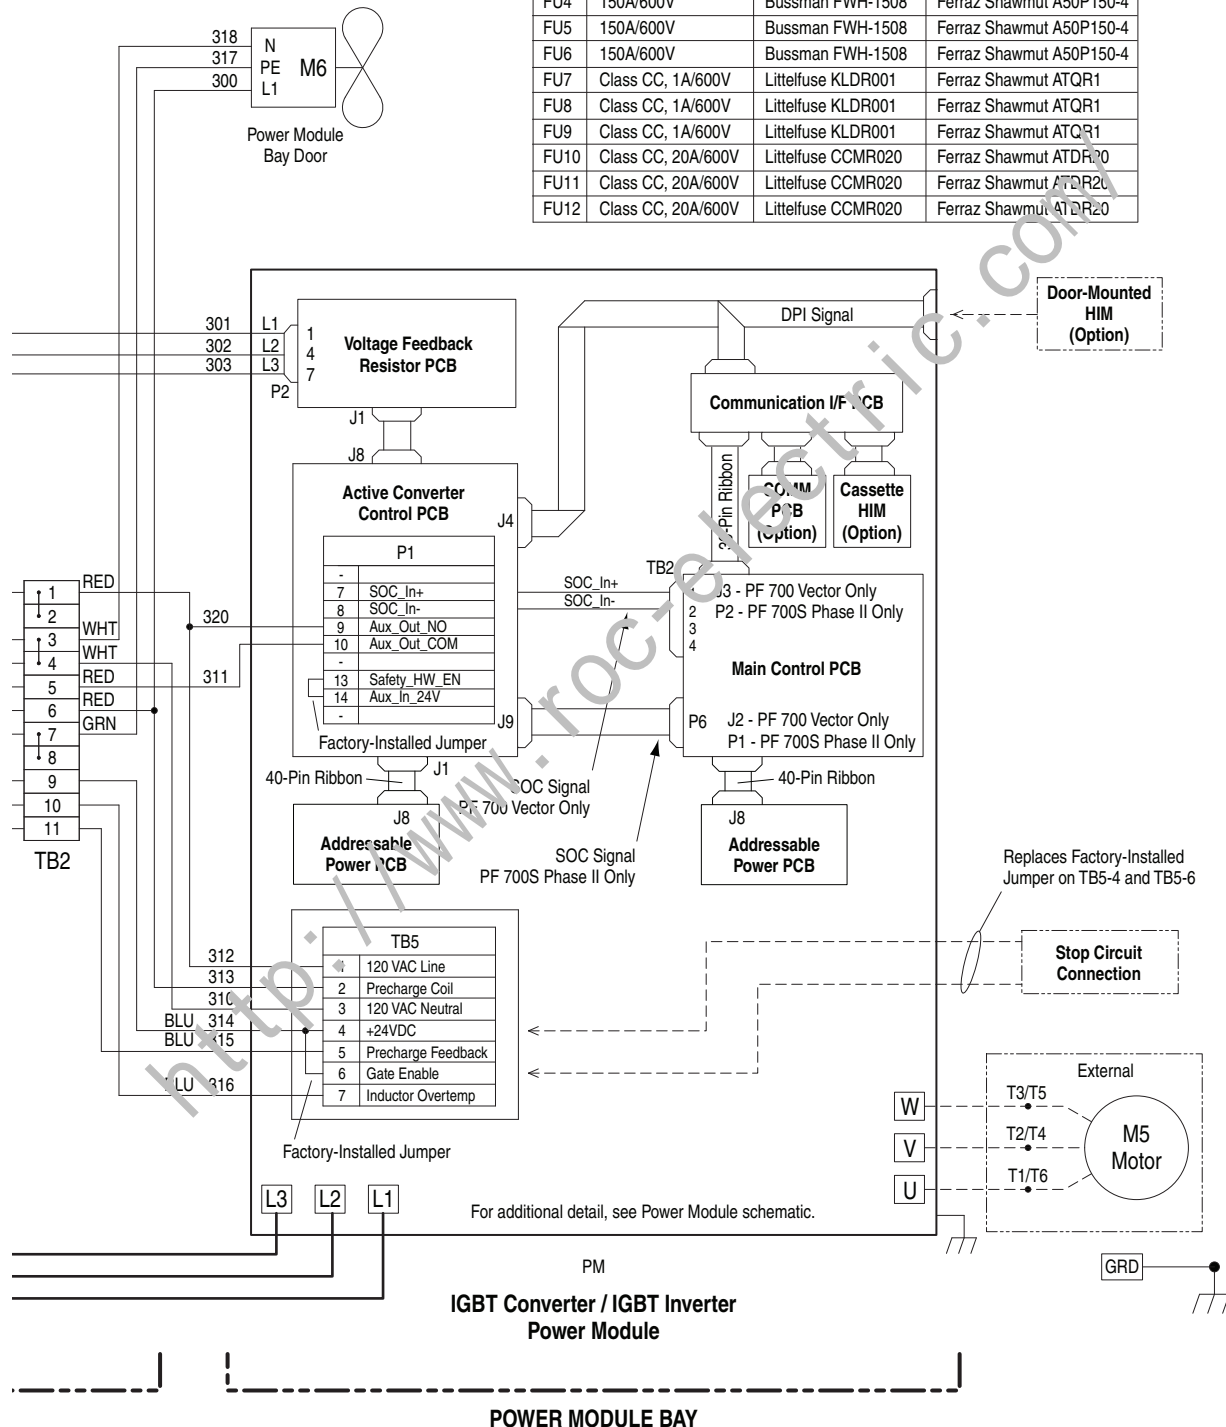 FU4 150A/600V Bussman FWH-1508 Ferraz Shawmut A50P150-4
FU5 150A/600V Bussman FWH-1508 Ferraz Shawmut A50P150-4
FU6 150A/600V Bussman FWH-1508 Ferraz Shawmut A50P150-4
FU7 Class CC, 1A/600V Littelfuse KLDR001 Ferraz Shawmut ATQR1
FU8 Class CC, 1A/600V Littelfuse KLDR001 Ferraz Shawmut ATQR1
FU9 Class CC, 1A/600V Littelfuse KLDR001 Ferraz Shawmut ATQR1
FU10 Class CC, 20A/600V Littelfuse CCMR020 Ferraz Shawmut ATDR20
FU11 Class CC, 20A/600V Littelfuse CCMR020 Ferraz Shawmut ATDR20
FU12 Class CC, 20A/600V Littelfuse CCMR020 Ferraz Shawmut ATDR20
318 N
317 PE M6
300 L1
Power Module
Bay Door
Door-Mounted
HIM
(Option)
DPI Signal
301 L1 1
302 L2 4
303 L3 7
P2
Voltage Feedback
Resistor PCB
J1
J8
Communication I/F PCB
30-Pin Ribbon
COMM
PCB
(Option)
Cassette
HIM
(Option)
Active Converter
Control PCB
J4
P1
-
7 SOC_In+
8 SOC_In-
9 Aux_Out_NO
10 Aux_Out_COM
-
13 Safety_HW_EN
14 Aux_In_24V
-
Factory-Installed Jumper
J9
J1
SOC_In+
SOC_In-
TB2
1
2
3
4
J3 - PF 700 Vector Only
P2 - PF 700S Phase II Only
Main Control PCB
P6
J2 - PF 700 Vector Only
P1 - PF 700S Phase II Only
1 RED
2
3 WHT
4 WHT
5 RED
6 RED
7 GRN
8
9
10
11
TB2
320
311
40-Pin Ribbon
J8
Addressable
Power PCB
SOC Signal
PF 700 Vector Only
SOC Signal
PF 700S Phase II Only
40-Pin Ribbon
J8
Addressable
Power PCB
Replaces Factory-Installed
Jumper on TB5-4 and TB5-6
Stop Circuit
Connection
TB5
312 1 120 VAC Line
313 2 Precharge Coil
310 3 120 VAC Neutral
BLU 314 4 +24VDC
BLU 315 5 Precharge Feedback
6 Gate Enable
BLU 316 7 Inductor Overtemp
Factory-Installed Jumper
External
W T3/T5
V T2/T4
U T1/T6
M5
Motor
L3 L2 L1
For additional detail, see Power Module schematic.
PM
GRD
IGBT Converter / IGBT Inverter
Power Module
POWER MODULE BAY
http://www.roc-electric.com/